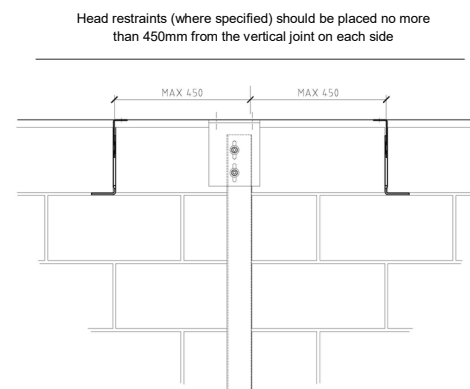 Head restraints (where specified) should be placed no more
than 450mm from the vertical joint on each side
MAX 450 MAX 450